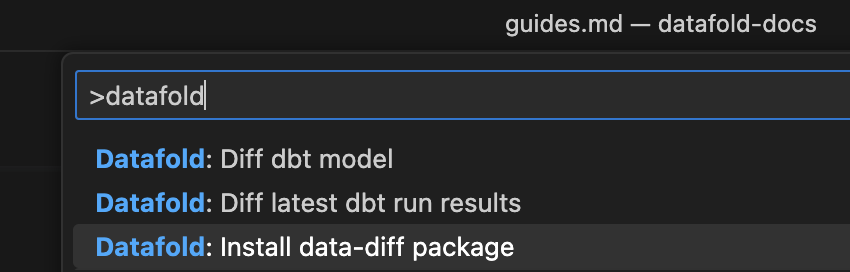 guides.md — datafold-docs
>datafold
Datafold: Diff dbt model
Datafold: Diff latest dbt run results
Datafold: Install data-diff package